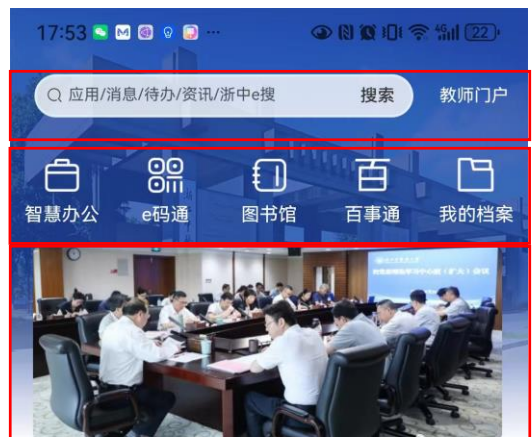 17:53 ... 4G 22
应用/消息/待办/资讯/浙中e搜 搜索 教师门户
智慧办公 e码通 图书馆 百事通 我的档案